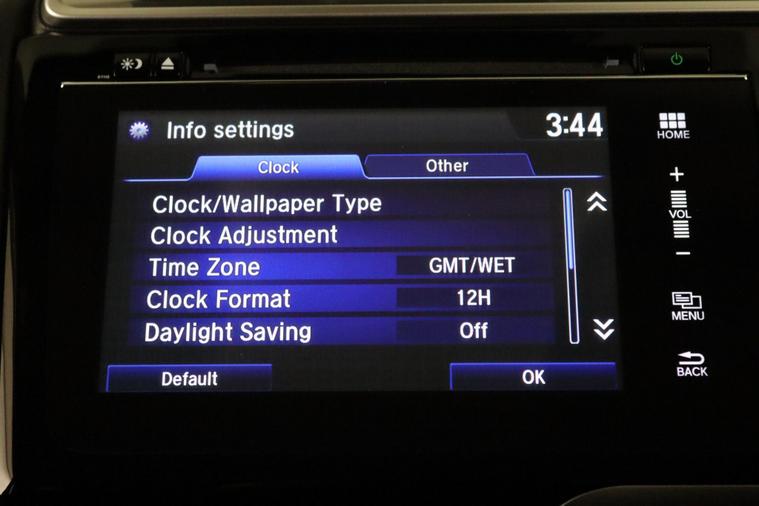 Info settings 3:44
Clock Other
Clock/Wallpaper Type
Clock Adjustment
Time Zone GMT/WET
Clock Format 12H
Daylight Saving Off
Default OK
HOME
+
VOL
−
MENU
BACK